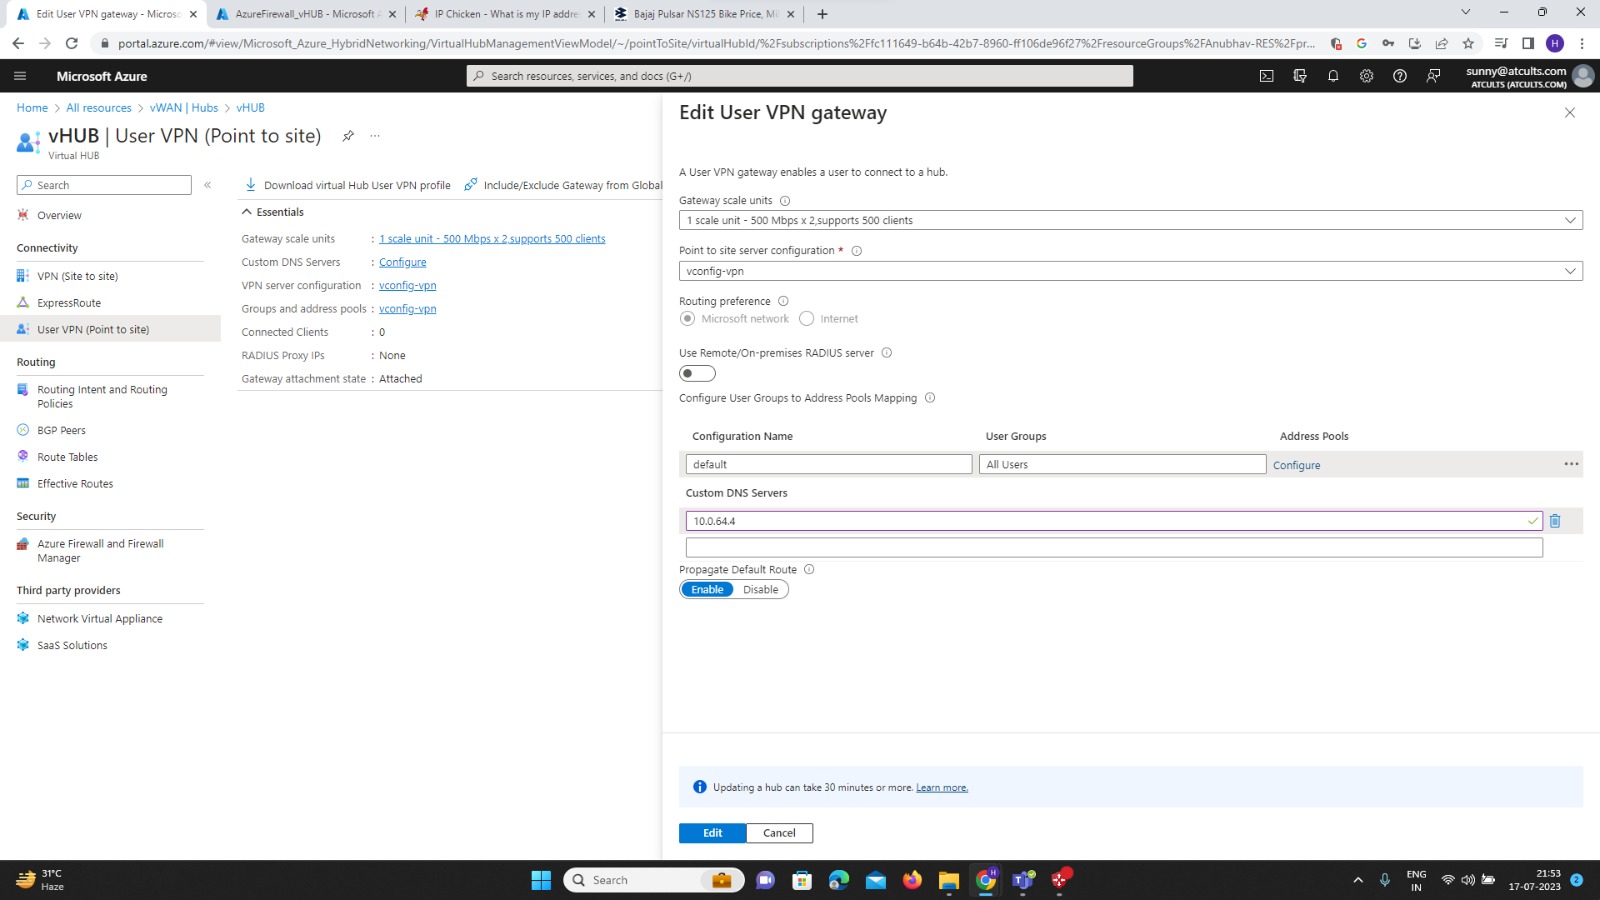 Edit User VPN gateway - Microsc
AzureFirewall_vHUB - Microsoft A
IP Chicken - What is my IP addre
Bajaj Pulsar NS125 Bike Price, Mi
portal.azure.com/#view/Microsoft_Azure_HybridNetworking/VirtualHubManagementViewModel/~/pointToSite/virtualHubId/%2Fsubscriptions%2Ffc111649-b64b-42b7-8960-ff106de96f27%2FresourceGroups%2FAnubhav-RES%2Fpr...
H
Microsoft Azure
Search resources, services, and docs (G+/)
sunny@atcults.com
ATCULTS (ATCULTS.COM)
Home > All resources > vWAN | Hubs > vHUB
vHUB | User VPN (Point to site)
Virtual HUB
Search
Overview
Connectivity
VPN (Site to site)
ExpressRoute
User VPN (Point to site)
Routing
Routing Intent and Routing
Policies
BGP Peers
Route Tables
Effective Routes
Security
Azure Firewall and Firewall
Manager
Third party providers
Network Virtual Appliance
SaaS Solutions
Download virtual Hub User VPN profile
Include/Exclude Gateway from Global
Essentials
Gateway scale units : 1 scale unit - 500 Mbps x 2,supports 500 clients
Custom DNS Servers : Configure
VPN server configuration : vconfig-vpn
Groups and address pools : vconfig-vpn
Connected Clients : 0
RADIUS Proxy IPs : None
Gateway attachment state : Attached
Edit User VPN gateway
A User VPN gateway enables a user to connect to a hub.
Gateway scale units
1 scale unit - 500 Mbps x 2,supports 500 clients
Point to site server configuration *
vconfig-vpn
Routing preference
Microsoft network
Internet
Use Remote/On-premises RADIUS server
Configure User Groups to Address Pools Mapping
Configuration Name User Groups Address Pools
default All Users Configure
Custom DNS Servers
10.0.64.4
Propagate Default Route
Enable Disable
Updating a hub can take 30 minutes or more. Learn more.
Edit Cancel
31°C
Haze
Search
ENG
IN
21:53
17-07-2023
2